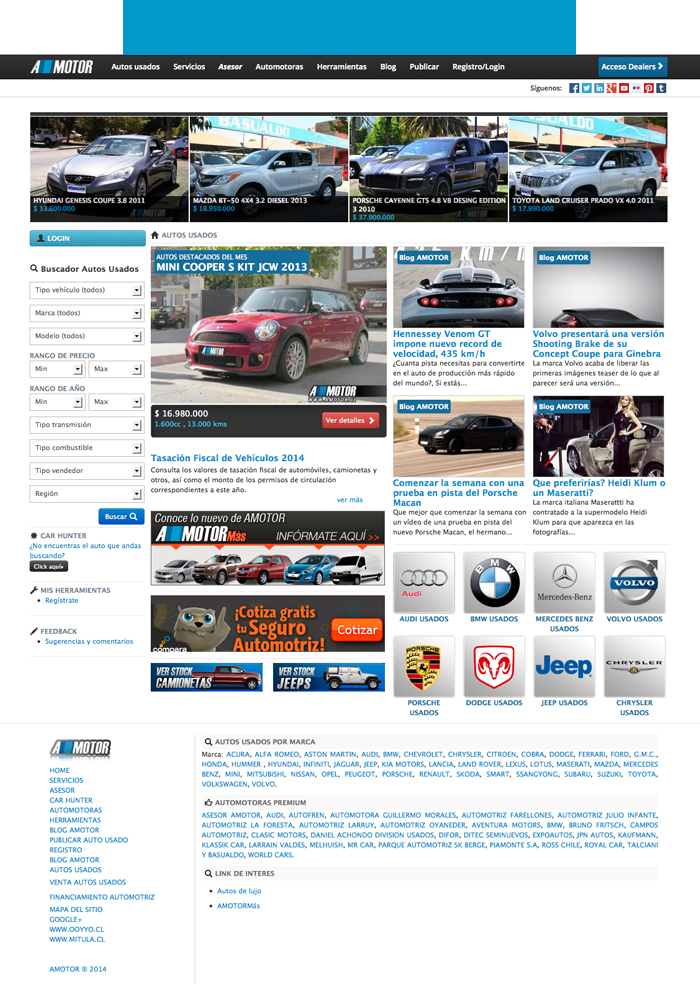 AMOTOR
Autos usados Servicios Asesor Automotoras Herramientas Blog Publicar Registro/Login Acceso Dealers
Síguenos:
BASUALDO
HYUNDAI GENESIS COUPE 3.8 2011
$ 13.600.000
MAZDA BT-50 4X4 3.2 DIESEL 2013
$ 18.950.000
PORSCHE CAYENNE GTS 4.8 V8 DESING EDITION
3 2010
$ 37.900.000
TOYOTA LAND CRUISER PRADO VX 4.0 2011
$ 17.990.000
LOGIN
Buscador Autos Usados
Tipo vehículo (todos)
Marca (todos)
Modelo (todos)
RANGO DE PRECIO
Min Max
RANGO DE AÑO
Min Max
Tipo transmisión
Tipo combustible
Tipo vendedor
Región
Buscar
CAR HUNTER
¿No encuentras el auto que andas
buscando?
Click aquí
MIS HERRAMIENTAS
Regístrate
FEEDBACK
Sugerencias y comentarios
AUTOS USADOS
AUTOS DESTACADOS DEL MES
MINI COOPER S KIT JCW 2013
AMOTOR
WWW.AMOTOR.CL
$ 16.980.000
1.600cc , 13.000 kms
Ver detalles
Tasación Fiscal de Vehículos 2014
Consulta los valores de tasación fiscal de automóviles, camionetas y
otros, así como el monto de los permisos de circulación
correspondientes a este año.
ver más
Conoce lo nuevo de AMOTOR
AMOTOR Más INFÓRMATE AQUÍ >>
¡Cotiza gratis
tu Seguro
Automotriz!
Cotizar
compara
VER STOCK
CAMIONETAS
VER STOCK
JEEPS
Blog AMOTOR
Hennessey Venom GT
impone nuevo record de
velocidad, 435 km/h
¿Cuanta pista necesitas para convertirte
en el auto de producción más rápido
del mundo?, Si estás...
Blog AMOTOR
Volvo presentará una versión
Shooting Brake de su
Concept Coupe para Ginebra
La marca Volvo acaba de liberar las
primeras imágenes teaser de lo que al
parecer será una versión...
Blog AMOTOR
Comenzar la semana con una
prueba en pista del Porsche
Macan
Que mejor que comenzar la semana
con un vídeo de una prueba en pista del
nuevo Porsche Macan, el hermano...
Blog AMOTOR
Que preferirías? Heidi Klum o
un Maseratti?
La marca italiana Maserattti ha
contratado a la supermodelo Heidi
Klum para que aparezca en las
fotografías...
Audi
BMW
Mercedes-Benz
VOLVO
AUDI USADOS
BMW USADOS
MERCEDES BENZ
USADOS
VOLVO USADOS
PORSCHE
Jeep
CHRYSLER
PORSCHE
USADOS
DODGE USADOS
JEEP USADOS
CHRYSLER
USADOS
AMOTOR
HOME
SERVICIOS
ASESOR
CAR HUNTER
AUTOMOTORAS
HERRAMIENTAS
BLOG AMOTOR
PUBLICAR AUTO USADO
REGISTRO
BLOG AMOTOR
AUTOS USADOS
VENTA AUTOS USADOS
FINANCIAMIENTO AUTOMOTRIZ
MAPA DEL SITIO
GOOGLE+
WWW.OOYYO.CL
WWW.MITULA.CL
AMOTOR ® 2014
AUTOS USADOS POR MARCA
Marca: ACURA, ALFA ROMEO, ASTON MARTIN, AUDI, BMW, CHEVROLET, CHRYSLER, CITROEN, COBRA, DODGE, FERRARI, FORD, G.M.C.,
HONDA, HUMMER , HYUNDAI, INFINITI, JAGUAR, JEEP, KIA MOTORS, LANCIA, LAND ROVER, LEXUS, LOTUS, MASERATI, MAZDA, MERCEDES
BENZ, MINI, MITSUBISHI, NISSAN, OPEL, PEUGEOT, PORSCHE, RENAULT, SKODA, SMART, SSANGYONG, SUBARU, SUZUKI, TOYOTA,
VOLKSWAGEN, VOLVO.
AUTOMOTORAS PREMIUM
ASESOR AMOTOR, AUDI, AUTOFREN, AUTOMOTORA GUILLERMO MORALES, AUTOMOTRIZ FARELLONES, AUTOMOTRIZ JULIO INFANTE,
AUTOMOTRIZ LA FORESTA, AUTOMOTRIZ LARRUY, AUTOMOTRIZ OYANEDER, AVENTURA MOTORS, BMW, BRUNO FRITSCH, CAMPOS
AUTOMOTRIZ, CLASIC MOTORS, DANIEL ACHONDO DIVISION USADOS, DIFOR, DITEC SEMINUEVOS, EXPOAUTOS, JPN AUTOS, KAUFMANN,
KLASSIK CAR, LARRAIN VALDES, MELHUISH, MR CAR, PARQUE AUTOMOTRIZ SK BERGE, PIAMONTE S.A, ROSS CHILE, ROYAL CAR, TALCIANI
Y BASUALDO, WORLD CARS.
LINK DE INTERES
Autos de lujo
AMOTORMás